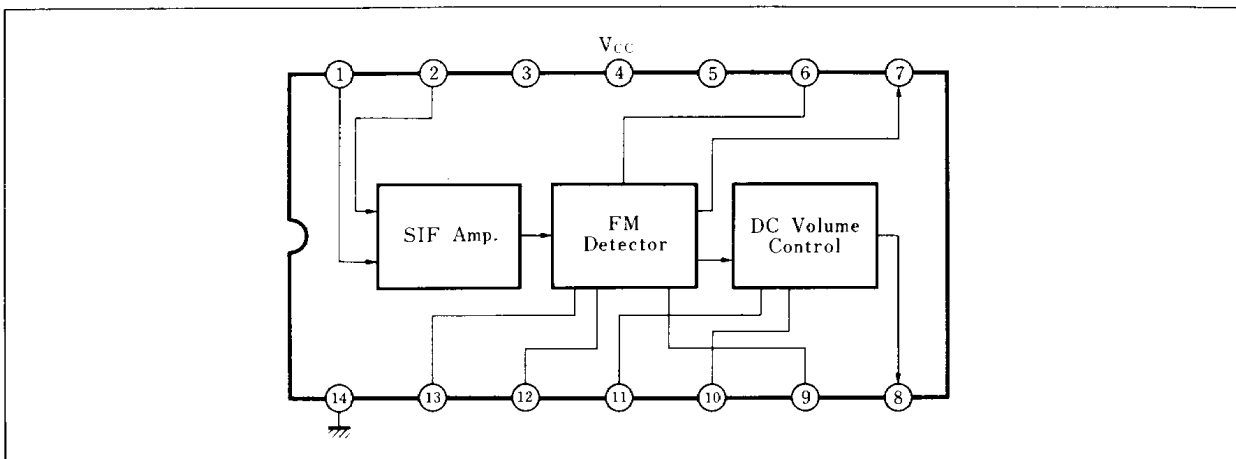 VCC
1 2 3 4 5 6 7
SIF Amp.
FM
Detector
DC Volume
Control
14 13 12 11 10 9 8